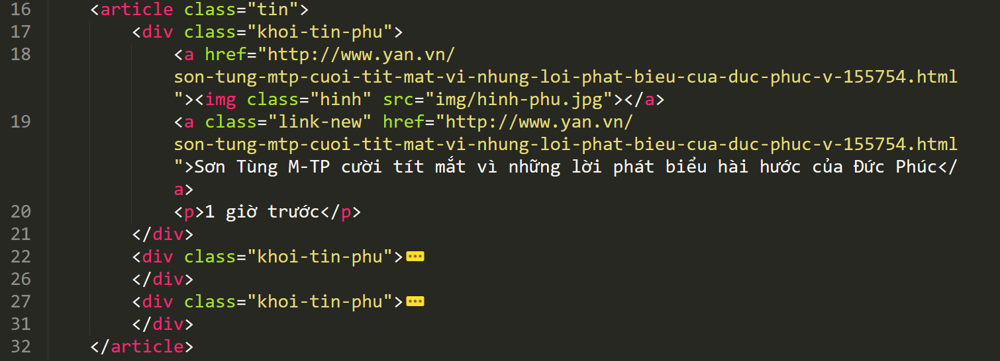 16 <article class="tin">
17 <div class="khoi-tin-phu">
18 <a href="http://www.yan.vn/
son-tung-mtp-cuoi-tit-mat-vi-nhung-loi-phat-bieu-cua-duc-phuc-v-155754.html
"><img class="hinh" src="img/hinh-phu.jpg"></a>
19 <a class="link-new" href="http://www.yan.vn/
son-tung-mtp-cuoi-tit-mat-vi-nhung-loi-phat-bieu-cua-duc-phuc-v-155754.html
">Sơn Tùng M-TP cười tít mắt vì những lời phát biểu hài hước của Đức Phúc</
a>
20 <p>1 giờ trước</p>
21 </div>
22 <div class="khoi-tin-phu">
26 </div>
27 <div class="khoi-tin-phu">
31 </div>
32 </article>